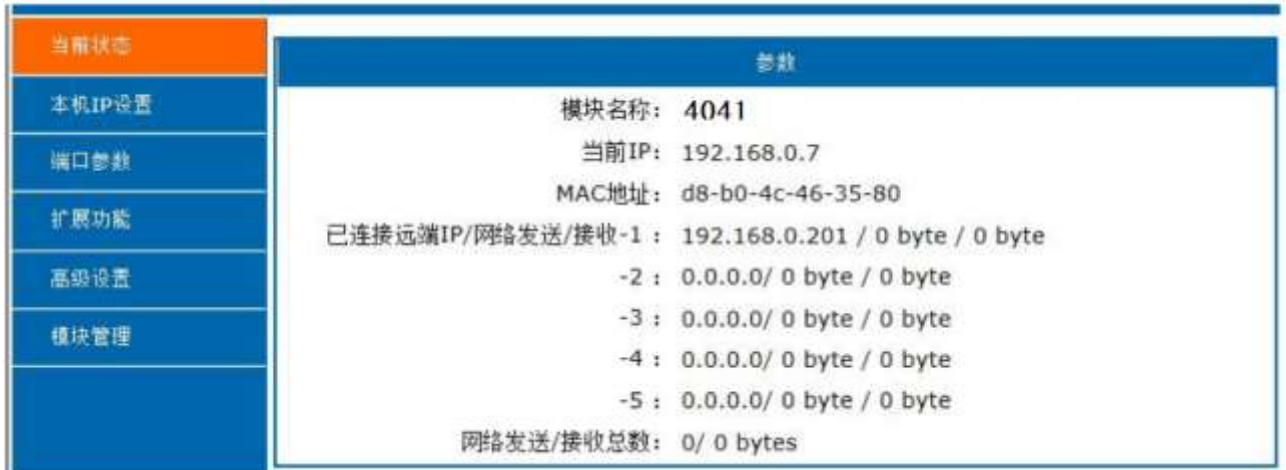 当前状态
本机IP设置
端口参数
扩展功能
高级设置
模块管理
参数
模块名称： 4041
当前IP： 192.168.0.7
MAC地址： d8-b0-4c-46-35-80
已连接远端IP/网络发送/接收-1 ： 192.168.0.201 / 0 byte / 0 byte
-2 ： 0.0.0.0/ 0 byte / 0 byte
-3 ： 0.0.0.0/ 0 byte / 0 byte
-4 ： 0.0.0.0/ 0 byte / 0 byte
-5 ： 0.0.0.0/ 0 byte / 0 byte
网络发送/接收总数： 0/ 0 bytes